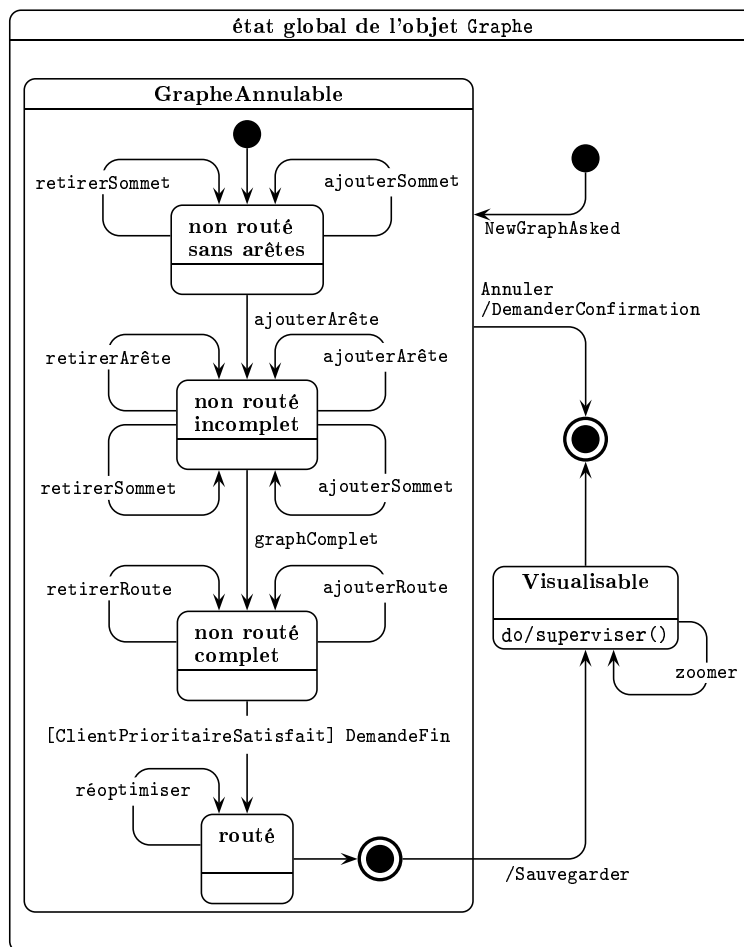 état global de l'objet Graphe
GrapheAnnulable
retirerSommet
ajouterSommet
non routé
sans arêtes
NewGraphAsked
Annuler
/DemanderConfirmation
ajouterArête
retirerArête
ajouterArête
non routé
incomplet
retirerSommet
ajouterSommet
graphComplet
retirerRoute
ajouterRoute
non routé
complet
Visualisable
do/superviser()
zoomer
[ClientPrioritaireSatisfait] DemandeFin
réoptimiser
routé
/Sauvegarder